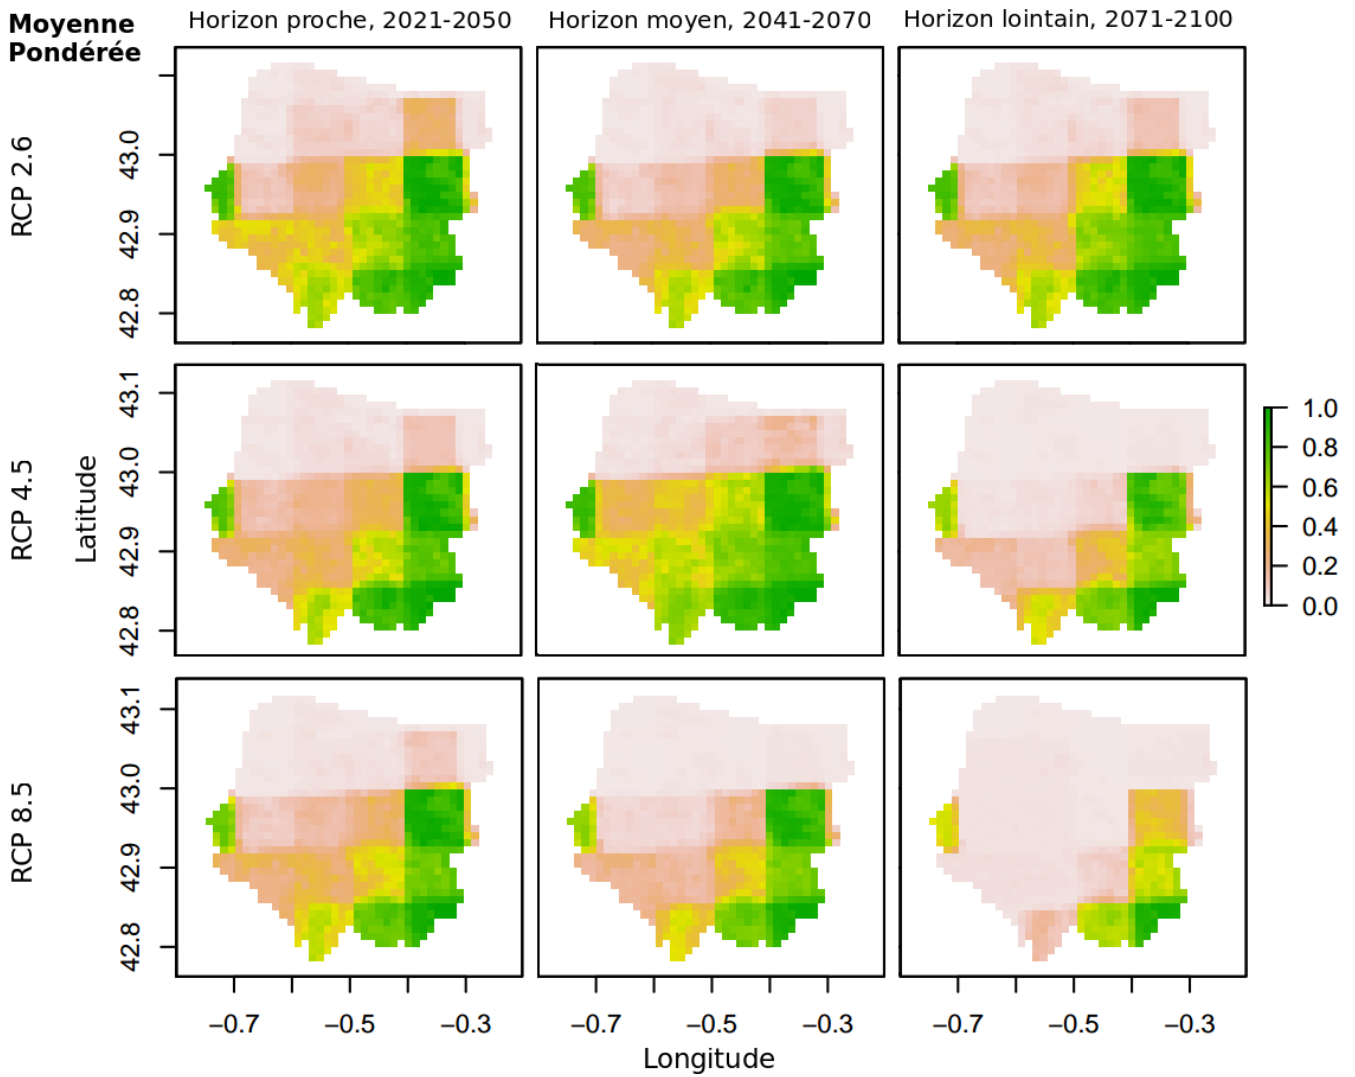 Moyenne
Pondérée
Horizon proche, 2021-2050
Horizon moyen, 2041-2070
Horizon lointain, 2071-2100
RCP 2.6
43.0
42.9
42.8
RCP 4.5
Latitude
43.1
43.0
42.9
42.8
1.0
0.8
0.6
0.4
0.2
0.0
RCP 8.5
43.1
43.0
42.9
42.8
−0.7 −0.5 −0.3 −0.7 −0.5 −0.3 −0.7 −0.5 −0.3
Longitude